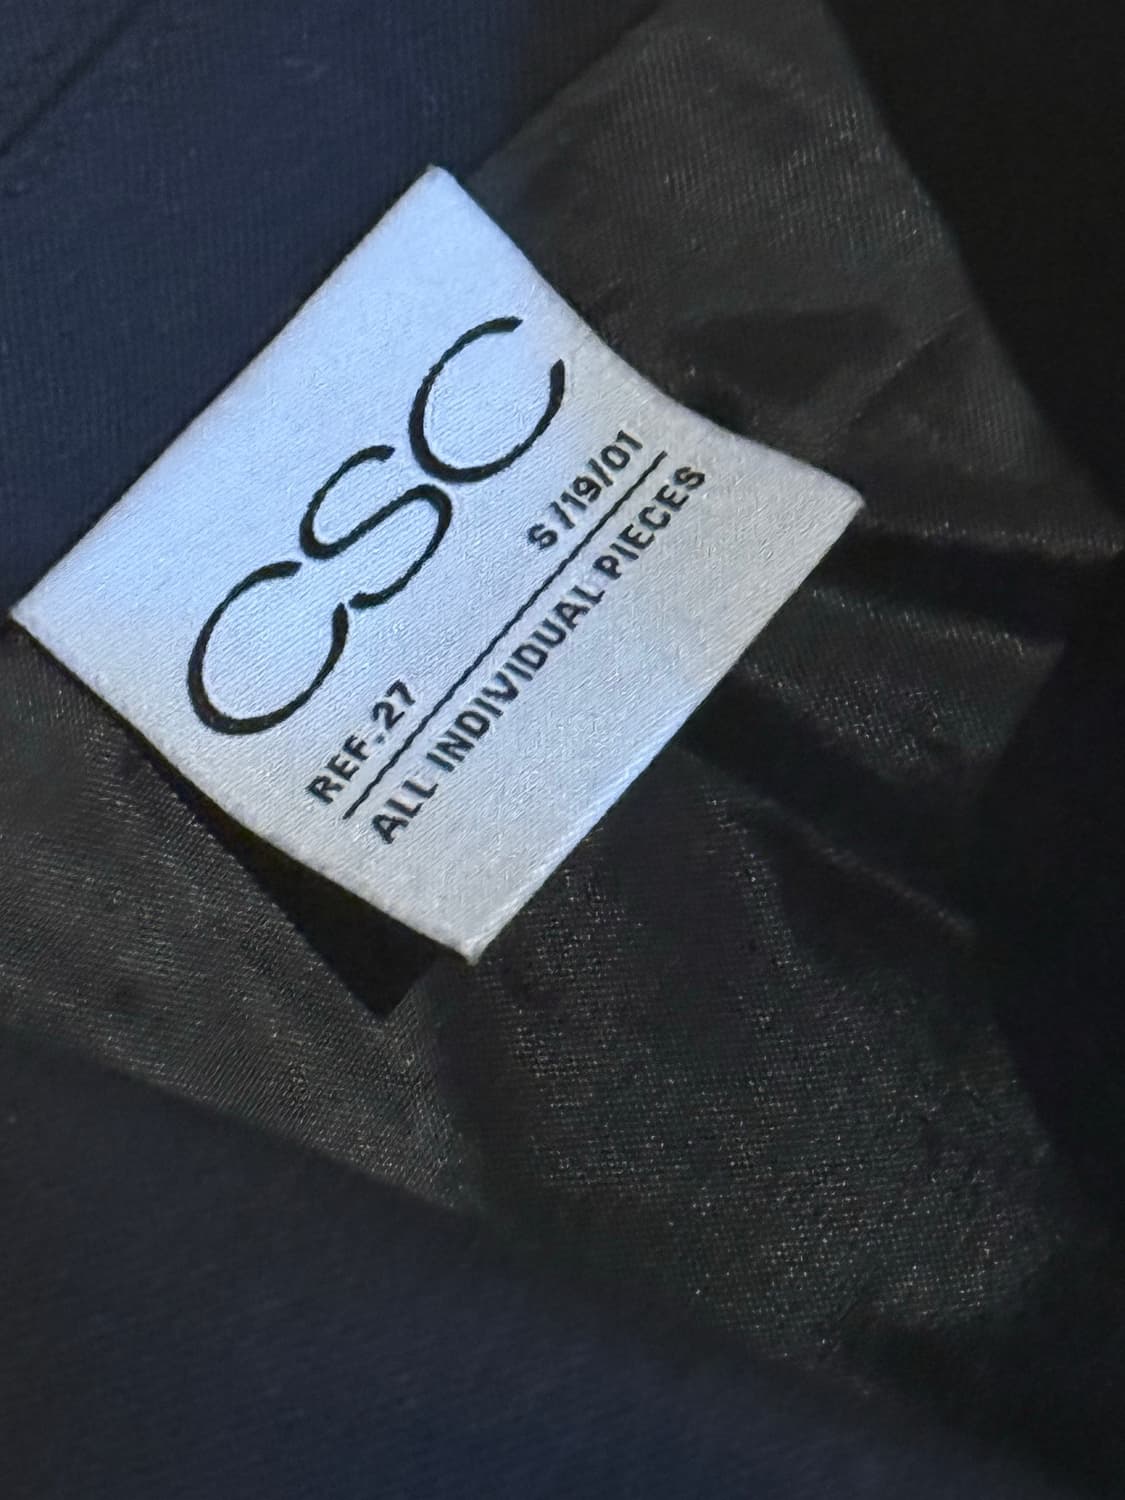 CSC
REF.27 S/19/01
ALL INDIVIDUAL PIECES